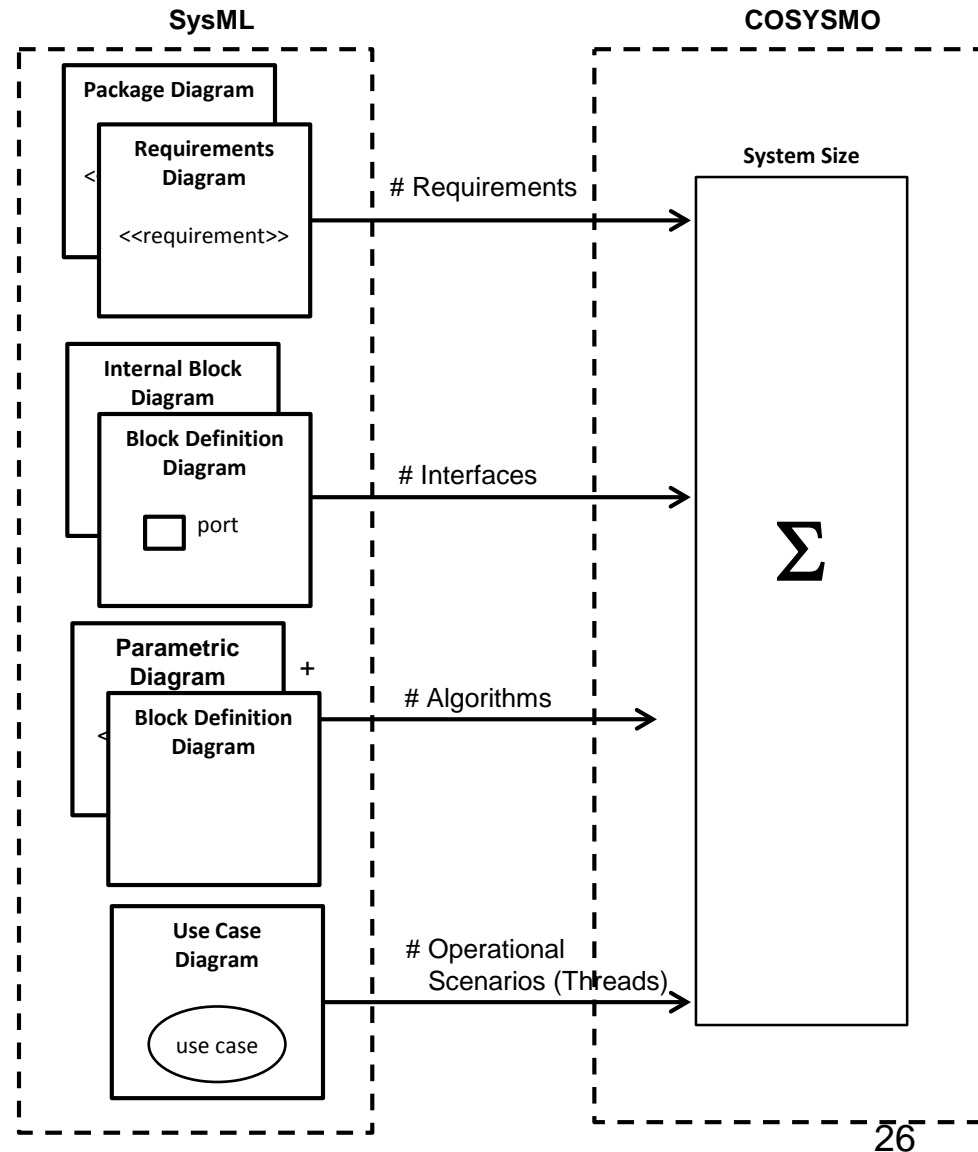 SysML
COSYSMO
Package Diagram
<
Requirements
Diagram
<<requirement>>
# Requirements
System Size
Internal Block
Diagram
Block Definition
Diagram
port
# Interfaces
Σ
Parametric
Diagram
+
<
Block Definition
Diagram
# Algorithms
Use Case
Diagram
use case
# Operational
Scenarios (Threads)
26